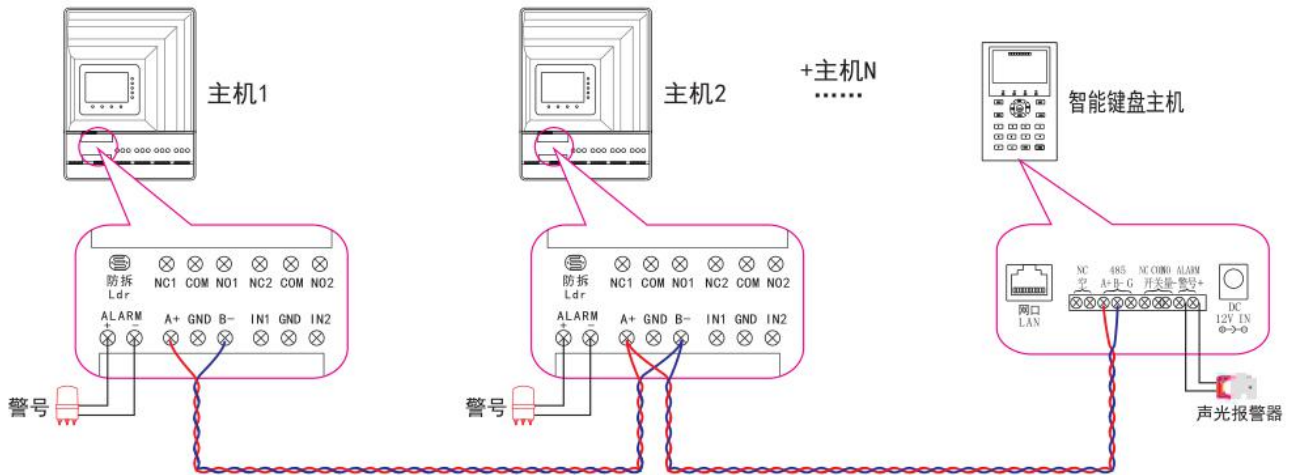 主机1
主机2
+主机N
······
智能键盘主机
防拆
Ldr
NC1 COM NO1 NC2 COM NO2
ALARM
+ -
A+ GND B- IN1 GND IN2
警号
防拆
Ldr
NC1 COM NO1 NC2 COM NO2
ALARM
+ -
A+ GND B- IN1 GND IN2
警号
网口
LAN
NC 485 NC COM NO ALARM
空 A+ B- G 开关量 -警号+
DC
12V IN
声光报警器